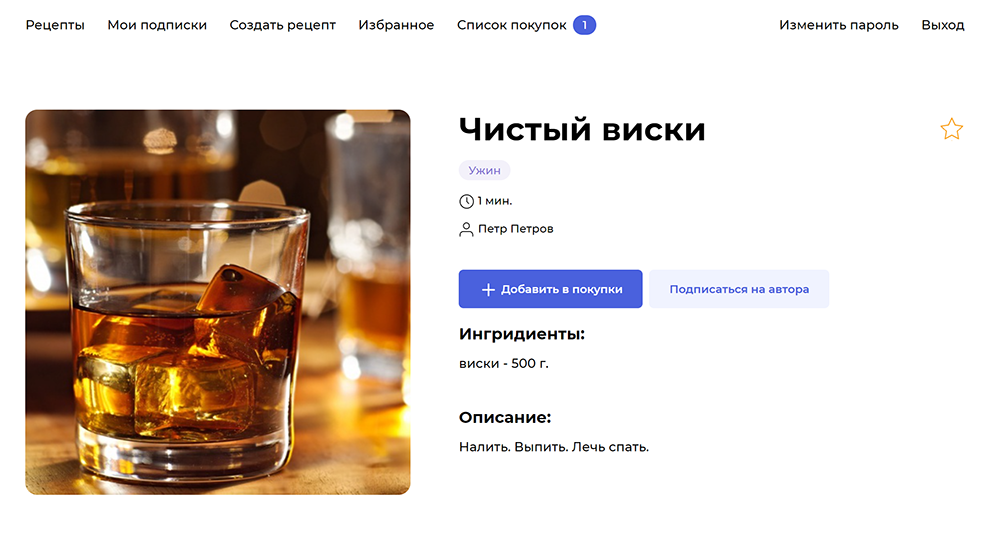 Рецепты Мои подписки Создать рецепт Избранное Список покупок 1 Изменить пароль Выход
Чистый виски
Ужин
1 мин.
Петр Петров
Добавить в покупки Подписаться на автора
Ингридиенты:
виски - 500 г.
Описание:
Налить. Выпить. Лечь спать.